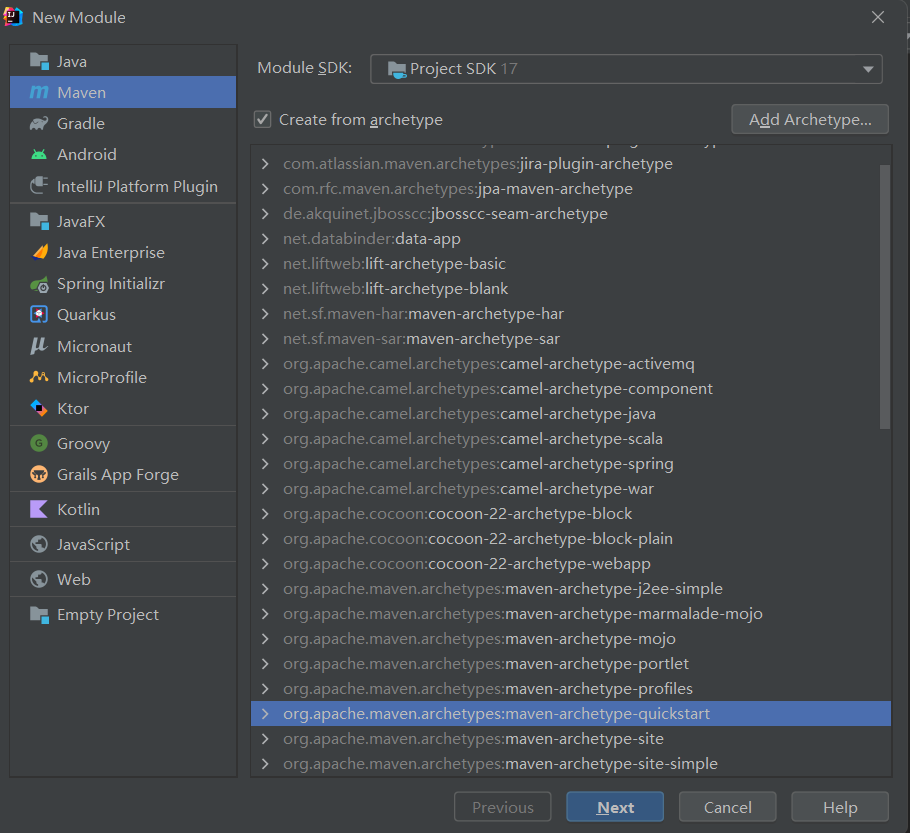 New Module
Java
Maven
Gradle
Android
IntelliJ Platform Plugin
JavaFX
Java Enterprise
Spring Initializr
Quarkus
Micronaut
MicroProfile
Ktor
Groovy
Grails App Forge
Kotlin
JavaScript
Web
Empty Project
Module SDK:
Project SDK 17
Create from archetype
Add Archetype...
com.atlassian.maven.archetypes:jira-plugin-archetype
com.rfc.maven.archetypes:jpa-maven-archetype
de.akquinet.jbosscc:jbosscc-seam-archetype
net.databinder:data-app
net.liftweb:lift-archetype-basic
net.liftweb:lift-archetype-blank
net.sf.maven-har:maven-archetype-har
net.sf.maven-sar:maven-archetype-sar
org.apache.camel.archetypes:camel-archetype-activemq
org.apache.camel.archetypes:camel-archetype-component
org.apache.camel.archetypes:camel-archetype-java
org.apache.camel.archetypes:camel-archetype-scala
org.apache.camel.archetypes:camel-archetype-spring
org.apache.camel.archetypes:camel-archetype-war
org.apache.cocoon:cocoon-22-archetype-block
org.apache.cocoon:cocoon-22-archetype-block-plain
org.apache.cocoon:cocoon-22-archetype-webapp
org.apache.maven.archetypes:maven-archetype-j2ee-simple
org.apache.maven.archetypes:maven-archetype-marmalade-mojo
org.apache.maven.archetypes:maven-archetype-mojo
org.apache.maven.archetypes:maven-archetype-portlet
org.apache.maven.archetypes:maven-archetype-profiles
org.apache.maven.archetypes:maven-archetype-quickstart
org.apache.maven.archetypes:maven-archetype-site
org.apache.maven.archetypes:maven-archetype-site-simple
Previous
Next
Cancel
Help